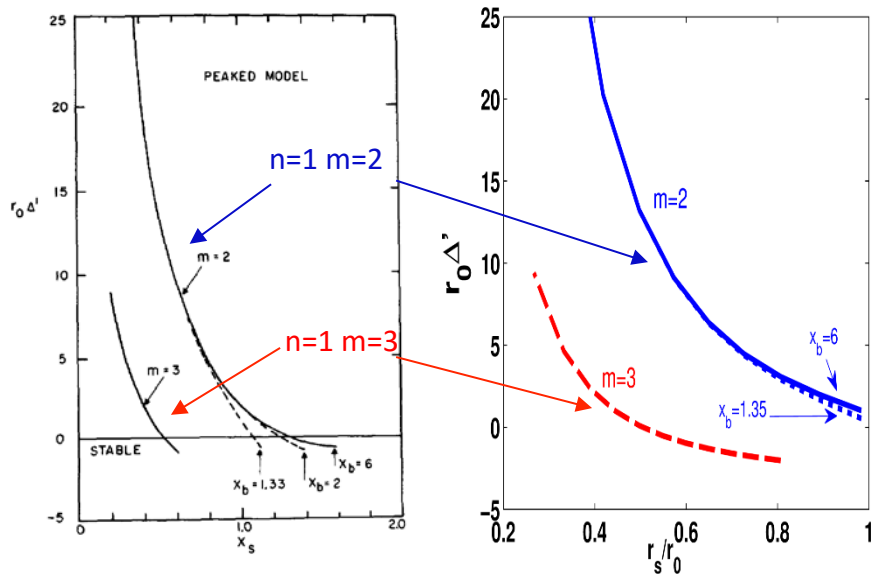 25
20
15
10
5
0
-5
r₀ Δ'
PEAKED MODEL
n=1 m=2
m = 2
n=1 m=3
m = 3
STABLE
X_b = 1.33
X_b = 2
X_b = 6
1.0
1.0
2.0
X_S
25
20
15
10
5
0
-5
r₀Δ'
m=2
m=3
x_b=6
x_b=1.35
0.2
0.4
0.6
0.8
1
r_s/r₀